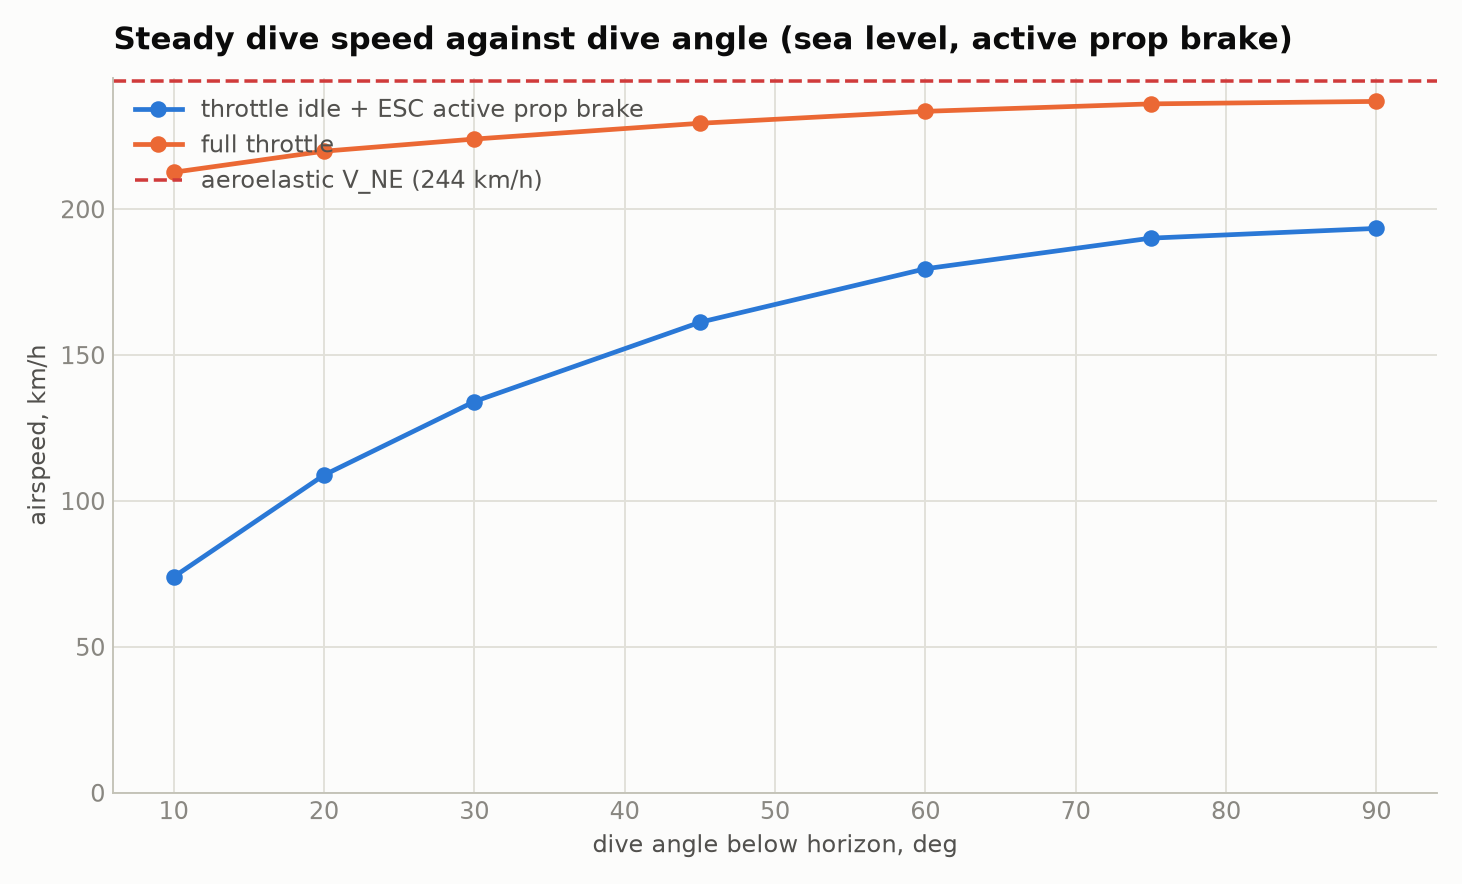 Steady dive speed against dive angle (sea level, active prop brake)
throttle idle + ESC active prop brake
full throttle
aeroelastic V_NE (244 km/h)
airspeed, km/h
200
150
100
50
0
10 20 30 40 50 60 70 80 90
dive angle below horizon, deg